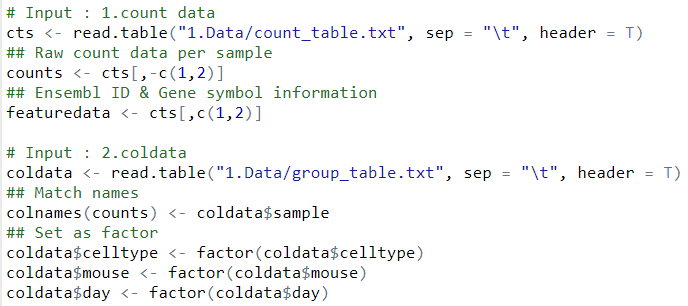 # Input : 1.count data
cts <- read.table("1.Data/count_table.txt", sep = "\t", header = T)
## Raw count data per sample
counts <- cts[,-c(1,2)]
## Ensembl ID & Gene symbol information
featuredata <- cts[,c(1,2)]

# Input : 2.coldata
coldata <- read.table("1.Data/group_table.txt", sep = "\t", header = T)
## Match names
colnames(counts) <- coldata$sample
## Set as factor
coldata$celltype <- factor(coldata$celltype)
coldata$mouse <- factor(coldata$mouse)
coldata$day <- factor(coldata$day)